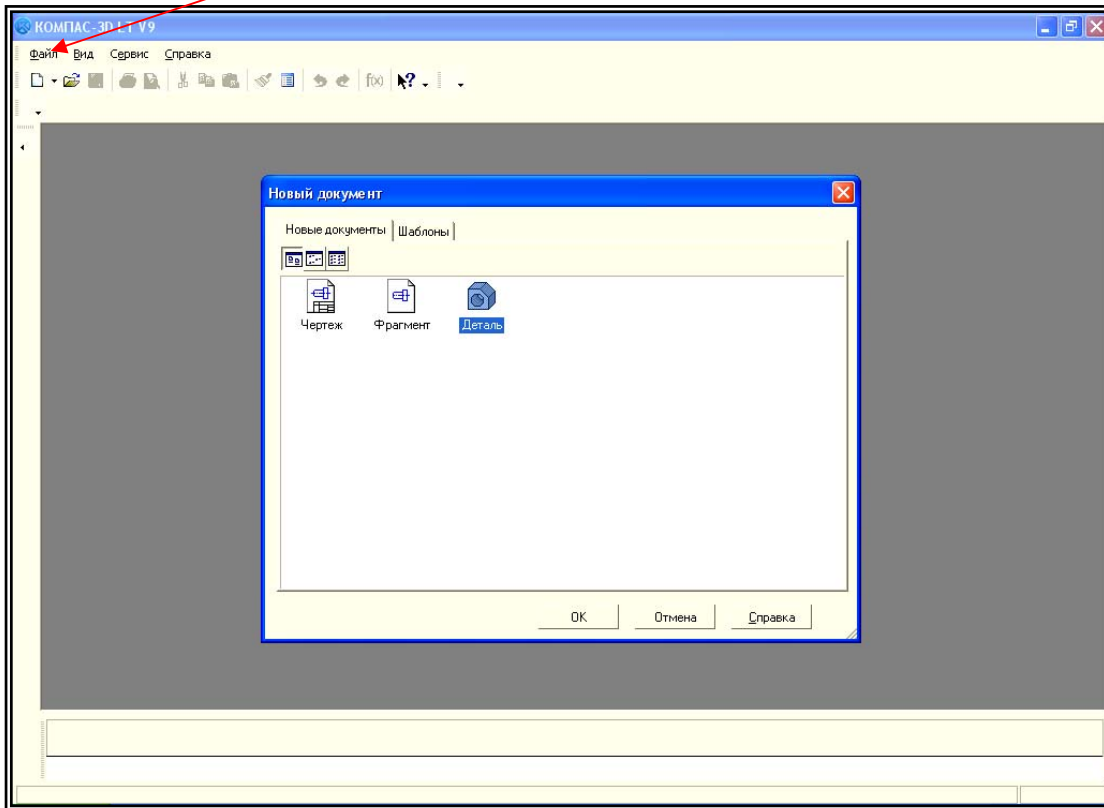 КОМПАС-3D LT V9
Файл Вид Сервис Справка
f(x) ?
Новый документ
Новые документы Шаблоны
Чертеж Фрагмент Деталь
OK Отмена Справка